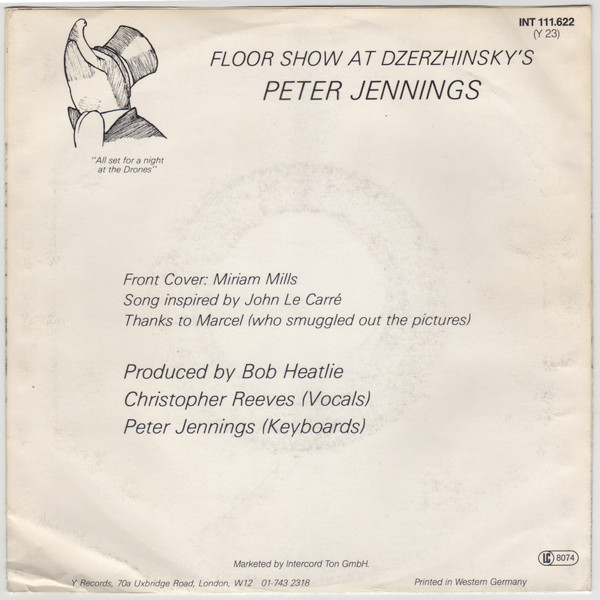 INT 111.622
(Y 23)
FLOOR SHOW AT DZERZHINSKY'S
PETER JENNINGS
"All set for a night
at the Drones"
Front Cover: Miriam Mills
Song inspired by John Le Carré
Thanks to Marcel (who smuggled out the pictures)
Produced by Bob Heatlie
Christopher Reeves (Vocals)
Peter Jennings (Keyboards)
Marketed by Intercord Ton GmbH.
LC 8074
Y Records, 70a Uxbridge Road, London, W12 01-743 2318
Printed in Western Germany